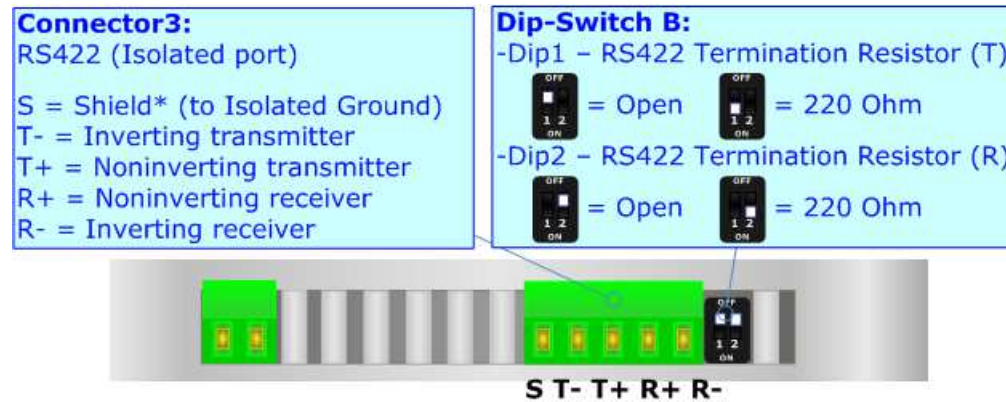 Connector3:
RS422 (Isolated port)
S = Shield* (to Isolated Ground)
T- = Inverting transmitter
T+ = Noninverting transmitter
R+ = Noninverting receiver
R- = Inverting receiver
Dip-Switch B:
-Dip1 – RS422 Termination Resistor (T)
OFF
1 2
ON
= Open
OFF
1 2
ON
= 220 Ohm
-Dip2 – RS422 Termination Resistor (R)
OFF
1 2
ON
= Open
OFF
1 2
ON
= 220 Ohm
OFF
1 2
ON
S T- T+ R+ R-